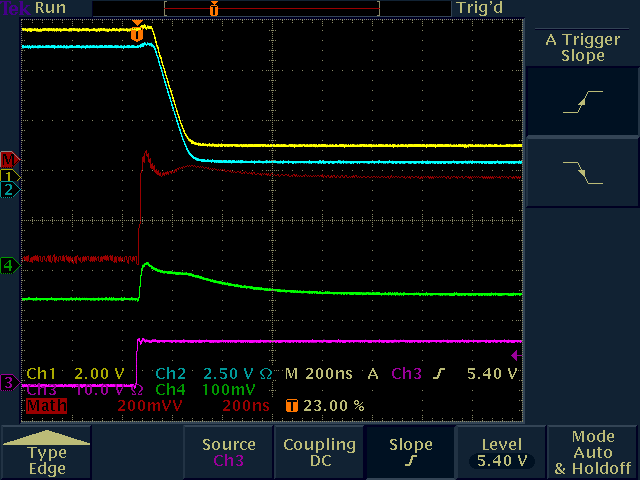 Tek Run Trig'd
T
T
A Trigger
Slope
M
1
2
4
3
Ch1 2.00 V Ch2 2.50 V Ω M 200ns A Ch3 5.40 V
Ch3 10.0 V Ω Ch4 100mV
Math 200mVV 200ns T 23.00 %
Type
Edge
Source
Ch3
Coupling
DC
Slope
Level
5.40 V
Mode
Auto
& Holdoff